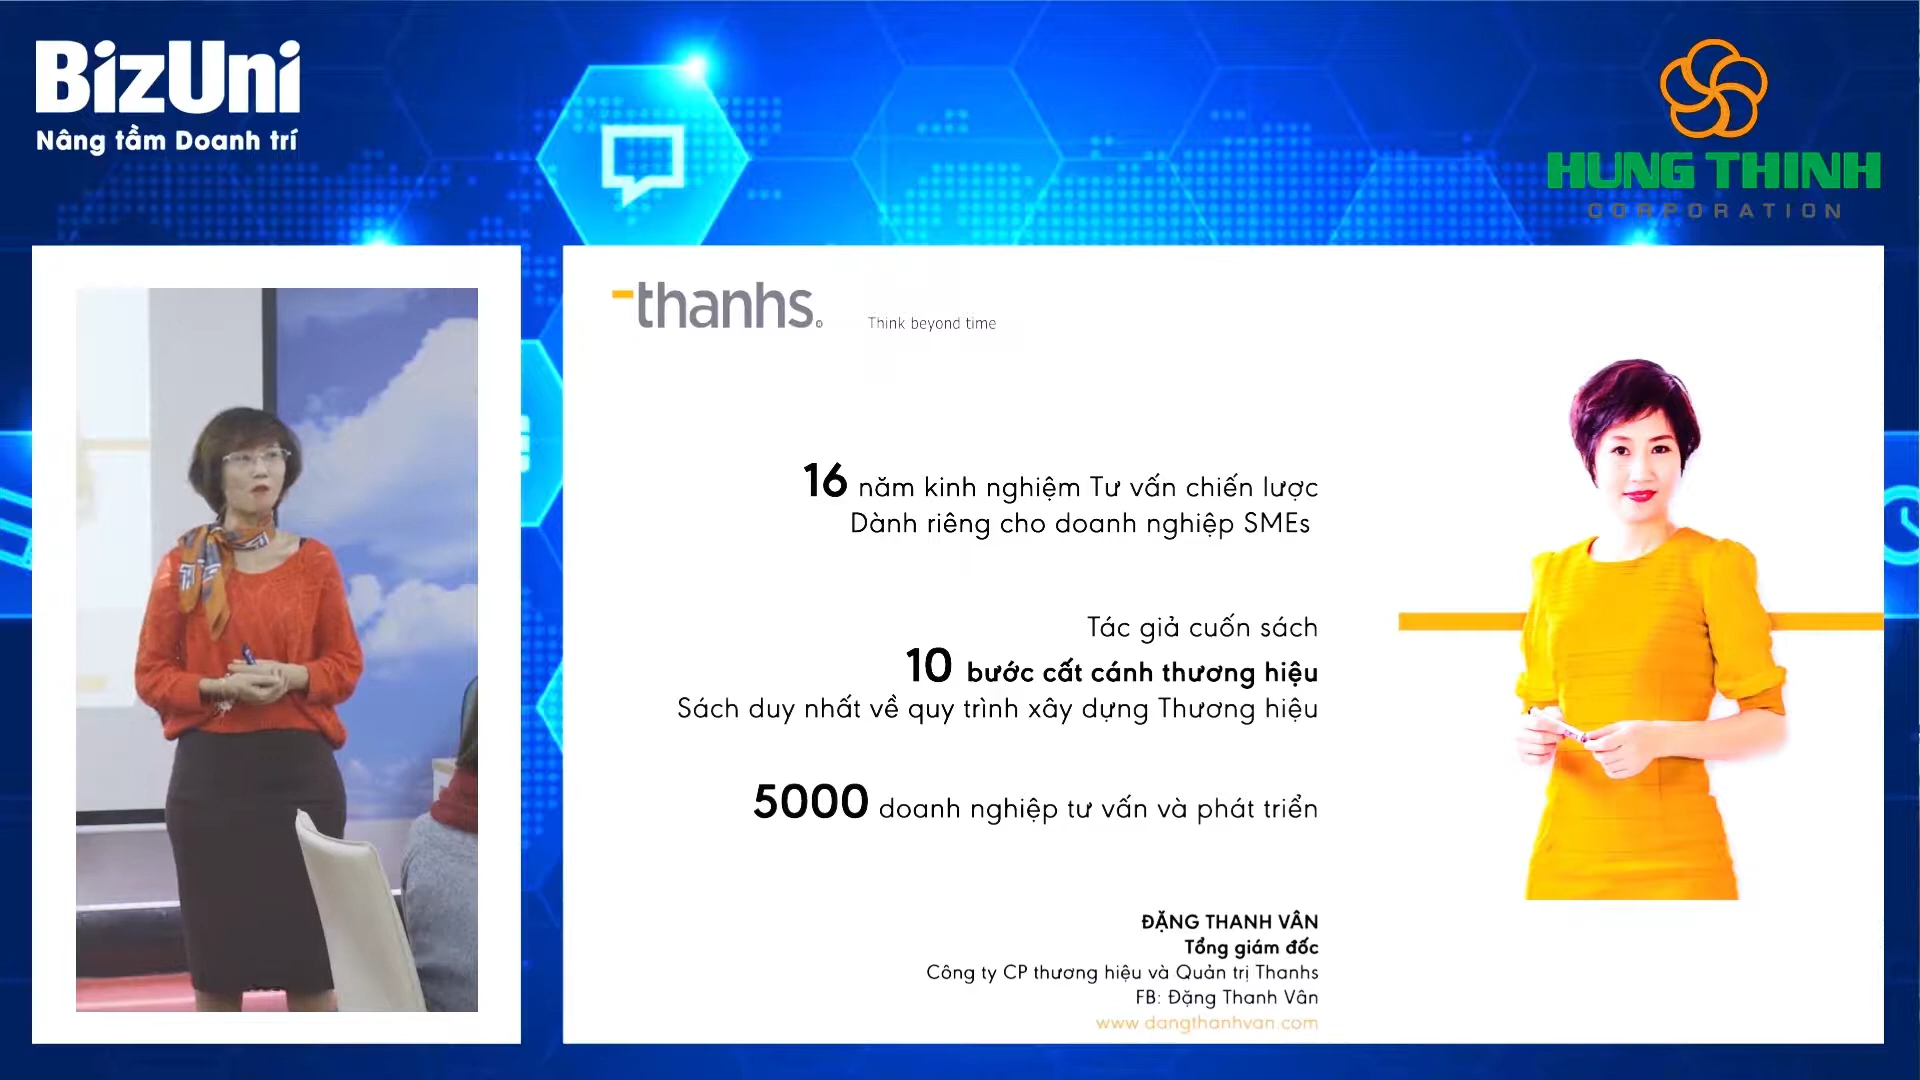 BizUni
Nâng tầm Doanh trí
HUNG THINH
CORPORATION
thanhs
Think beyond time
16 năm kinh nghiệm Tư vấn chiến lược
Dành riêng cho doanh nghiệp SMEs
Tác giả cuốn sách
10 bước cất cánh thương hiệu
Sách duy nhất về quy trình xây dựng Thương hiệu
5000 doanh nghiệp tư vấn và phát triển
ĐẶNG THANH VÂN
Tổng giám đốc
Công ty CP thương hiệu và Quản trị Thanhs
FB: Đặng Thanh Vân
www.dangthanhvan.com